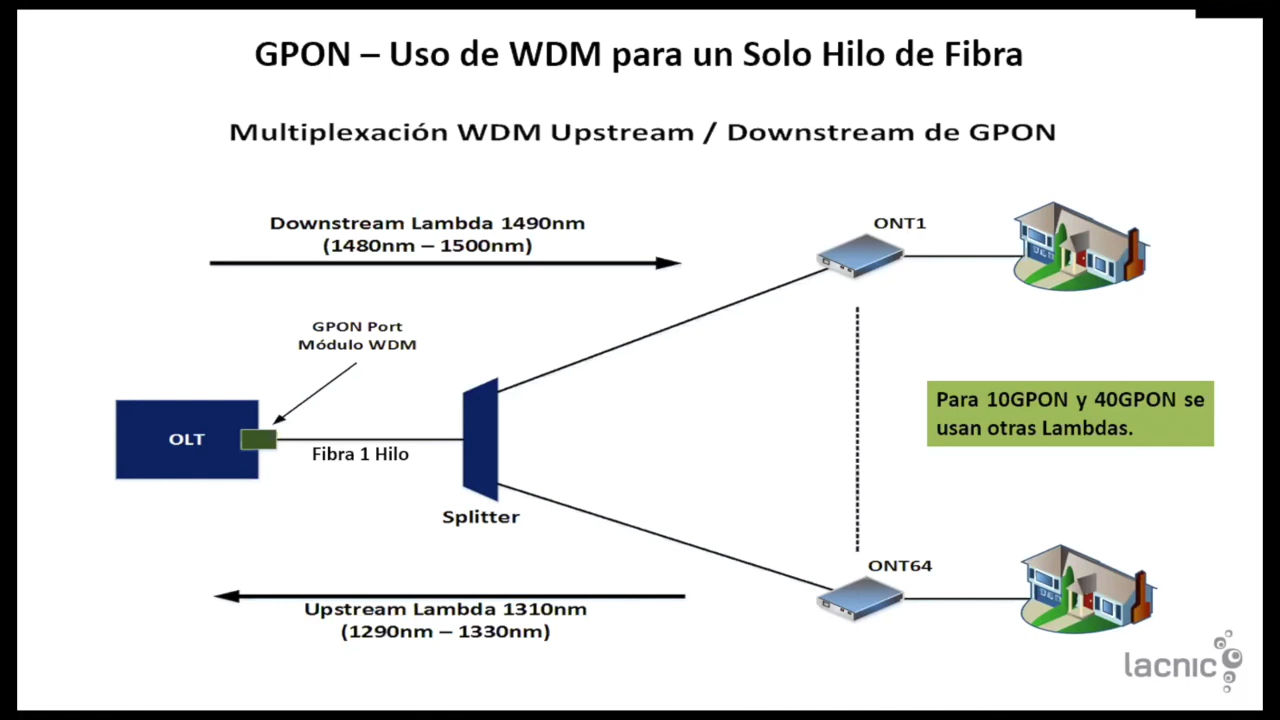 GPON – Uso de WDM para un Solo Hilo de Fibra
Multiplexación WDM Upstream / Downstream de GPON
Downstream Lambda 1490nm
(1480nm – 1500nm)
ONT1
GPON Port
Módulo WDM
OLT
Fibra 1 Hilo
Splitter
Para 10GPON y 40GPON se
usan otras Lambdas.
ONT64
Upstream Lambda 1310nm
(1290nm – 1330nm)
lacnic